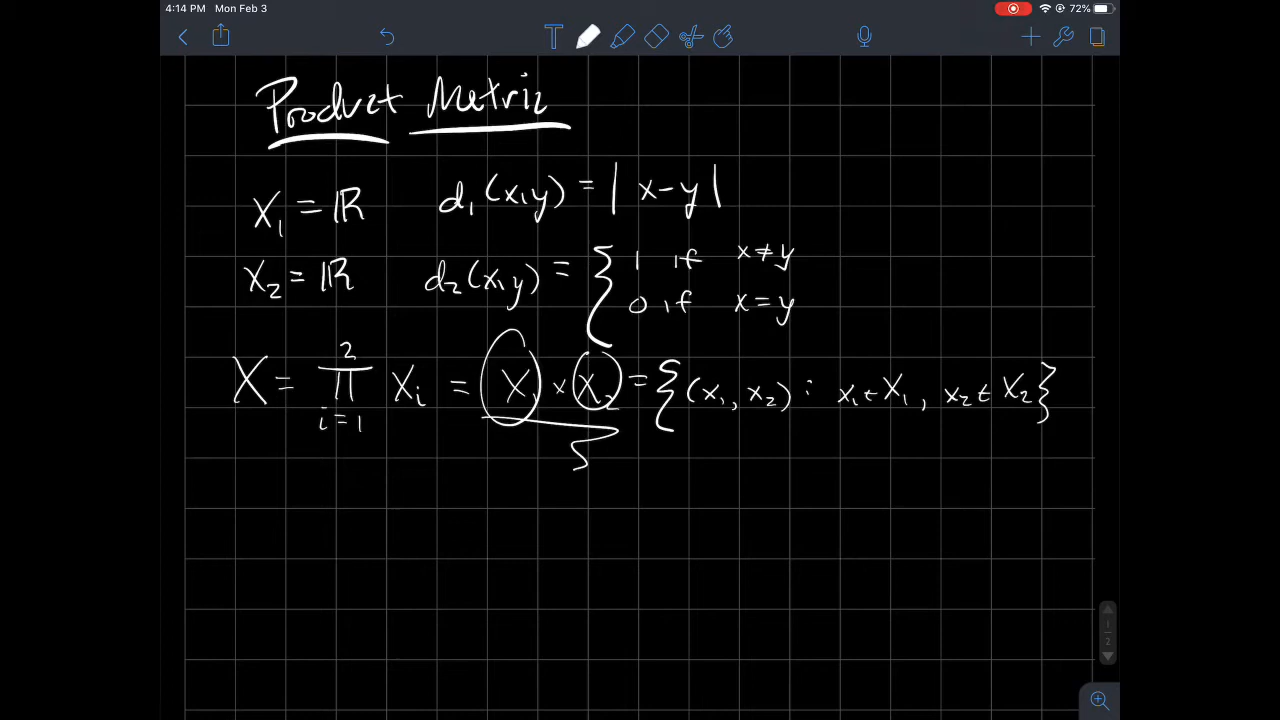 4:14 PM Mon Feb 3 72%
T
Product Metric
X₁ = ℝ d₁(x,y) = | x-y |
X₂ = ℝ d₂(x,y) = { 1 if x≠y
0 if x=y
X = ∏ᵢ₌₁² Xᵢ = X₁ × X₂ = {(x₁, x₂) : x₁ ∈ X₁, x₂ ∈ X₂}
1
2